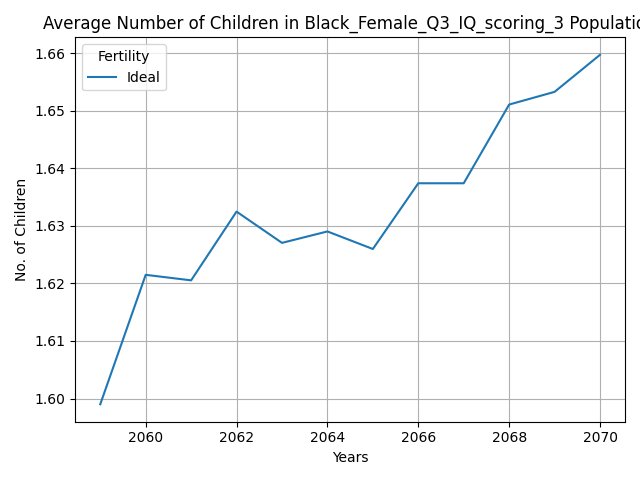 Average Number of Children in Black_Female_Q3_IQ_scoring_3 Populatio
Fertility
Ideal
No. of Children
1.66
1.65
1.64
1.63
1.62
1.61
1.60
2060 2062 2064 2066 2068 2070
Years